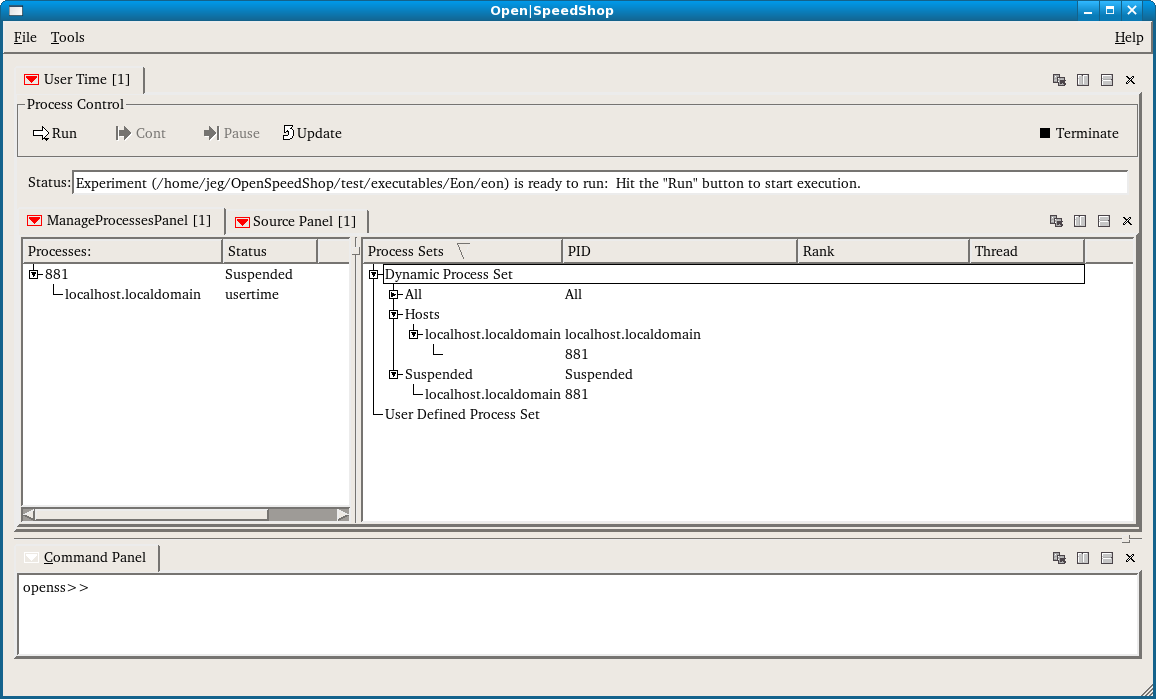 Open|SpeedShop
File Tools Help
User Time [1]
Process Control
Run Cont Pause Update Terminate
Status: Experiment (/home/jeg/OpenSpeedShop/test/executables/Eon/eon) is ready to run:  Hit the "Run" button to start execution.
ManageProcessesPanel [1] Source Panel [1]
Processes: Status Process Sets PID Rank Thread
881 Suspended Dynamic Process Set
localhost.localdomain usertime All All
Hosts
localhost.localdomain localhost.localdomain
881
Suspended Suspended
localhost.localdomain 881
User Defined Process Set
Command Panel
openss>>